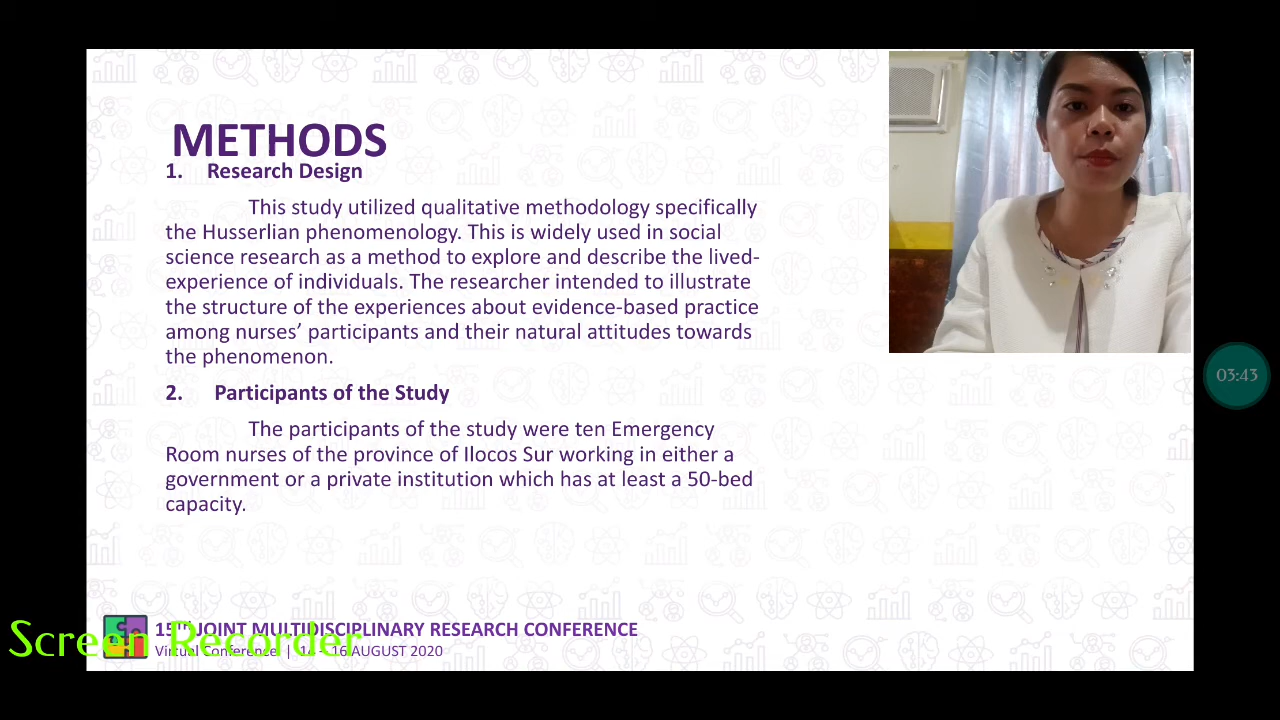 METHODS
1. Research Design
This study utilized qualitative methodology specifically
the Husserlian phenomenology. This is widely used in social
science research as a method to explore and describe the lived-
experience of individuals. The researcher intended to illustrate
the structure of the experiences about evidence-based practice
among nurses’ participants and their natural attitudes towards
the phenomenon.
2. Participants of the Study
The participants of the study were ten Emergency
Room nurses of the province of Ilocos Sur working in either a
government or a private institution which has at least a 50-bed
capacity.
03:43
15TH JOINT MULTIDISCIPLINARY RESEARCH CONFERENCE
Virtual Conference | 16 AUGUST 2020
Screen Recorder